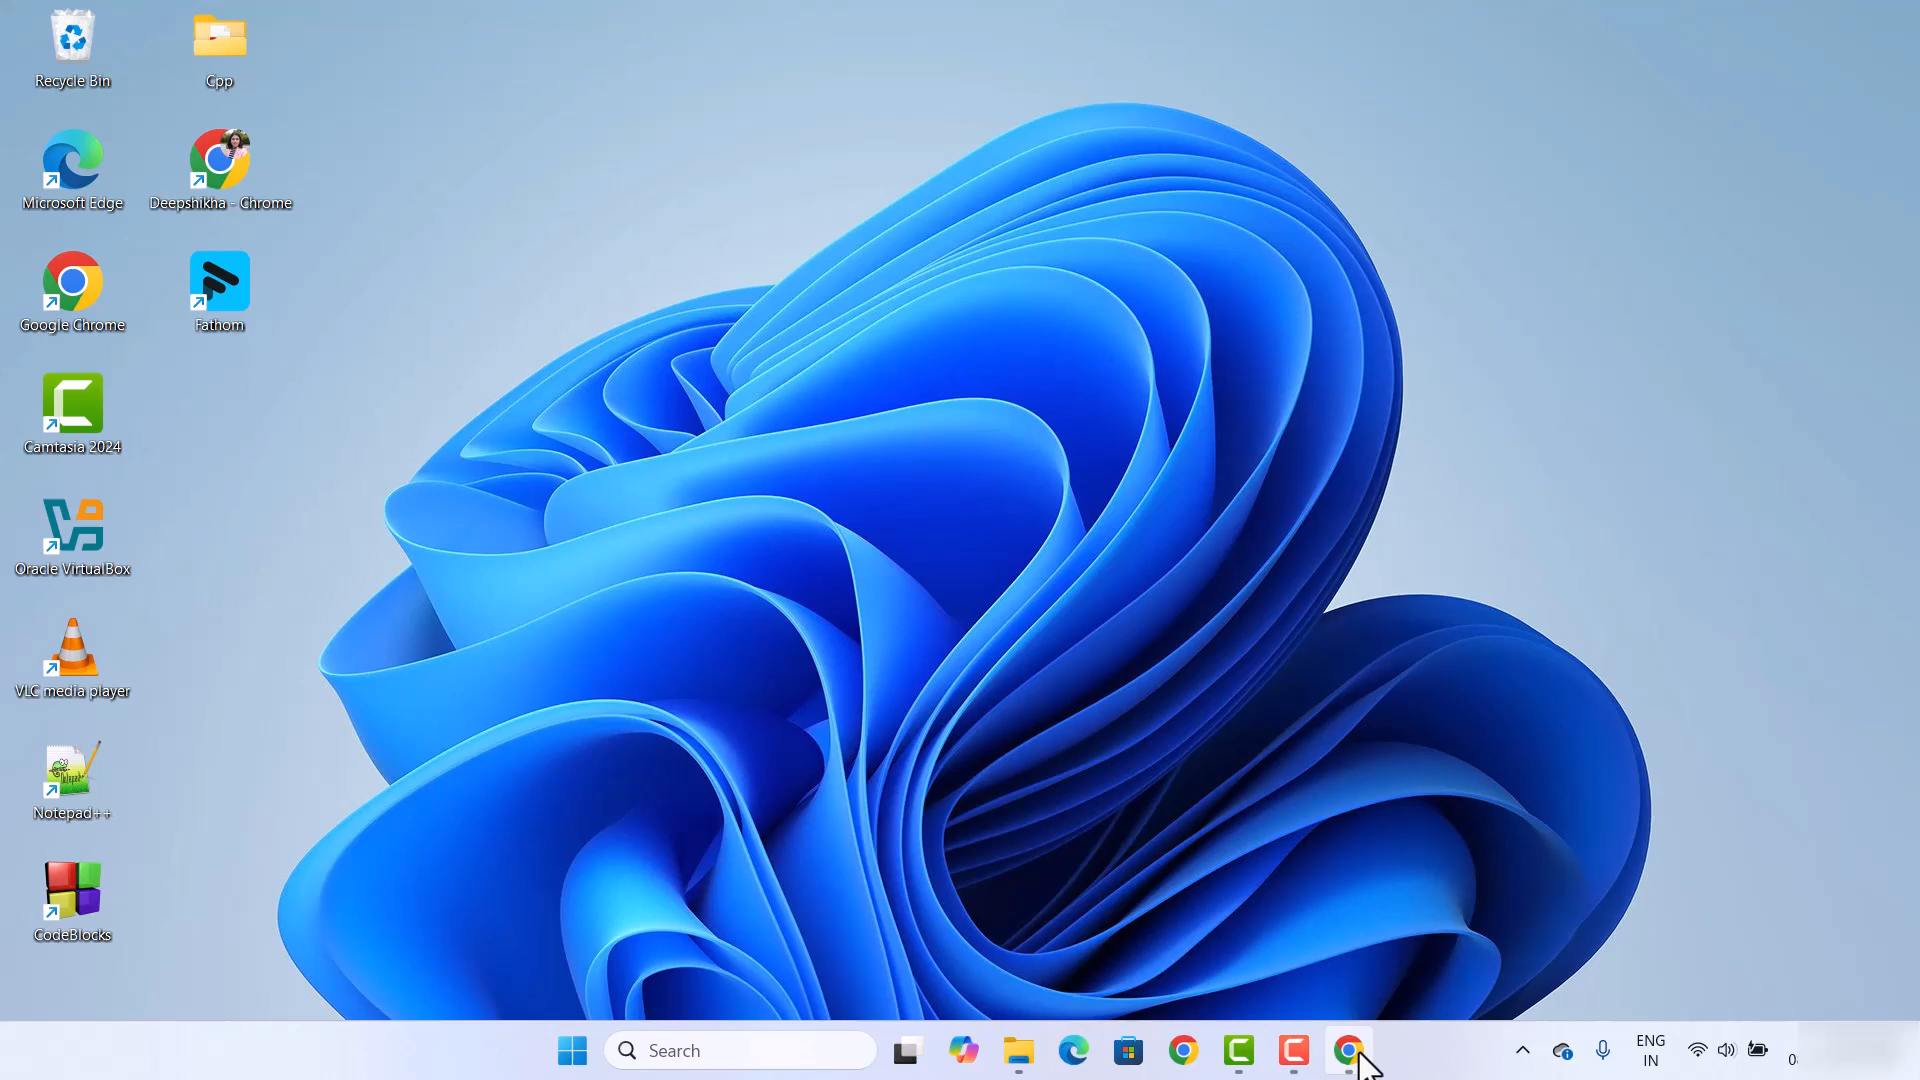 Recycle Bin
Cpp
Microsoft Edge
Deepshikha - Chrome
Google Chrome
Fathom
Camtasia 2024
Oracle VirtualBox
VLC media player
Notepad++
CodeBlocks
Search
ENG
IN